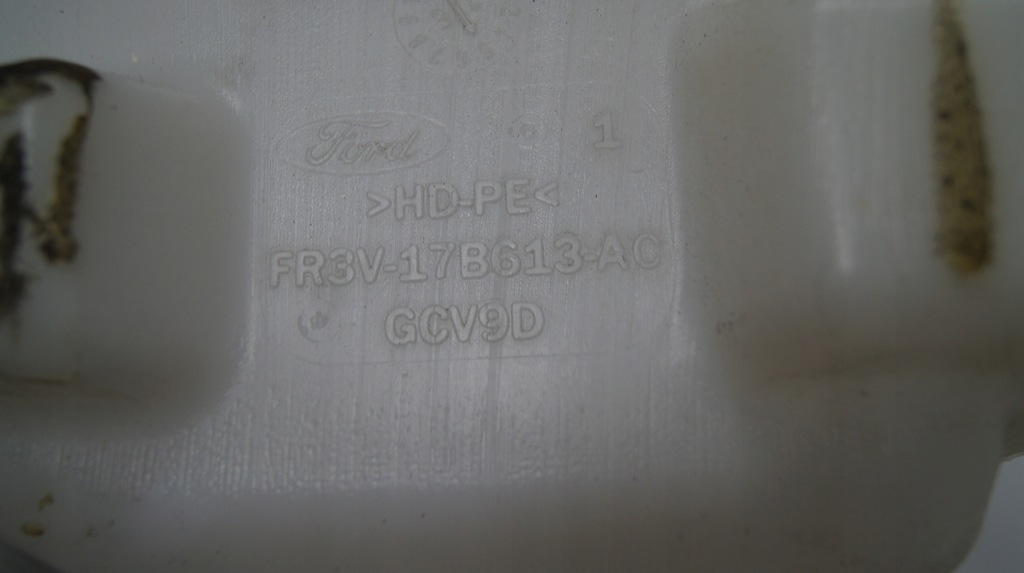 Ford 1
>HD-PE<
FR3V-17B613-AC
GCV9D